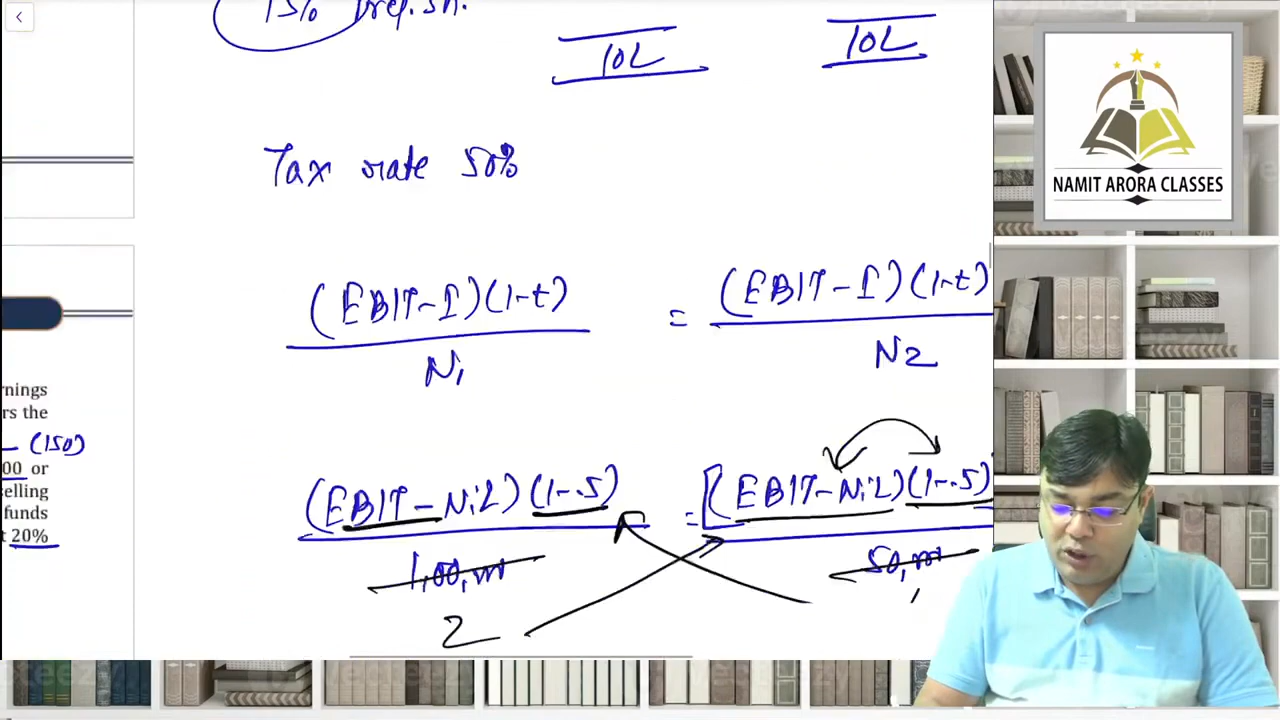 15% Pref. sh.
10L 10L
Tax rate 50%
(EBIT-I)(1-t) = (EBIT-I)(1-t)
N1 N2
(EBIT-Nil)(1-.5) = [(EBIT-Nil)(1-.5)
1,00,000 50,000
2
NAMIT ARORA CLASSES
nings
rs the
(150)
00 or
elling
funds
t 20%